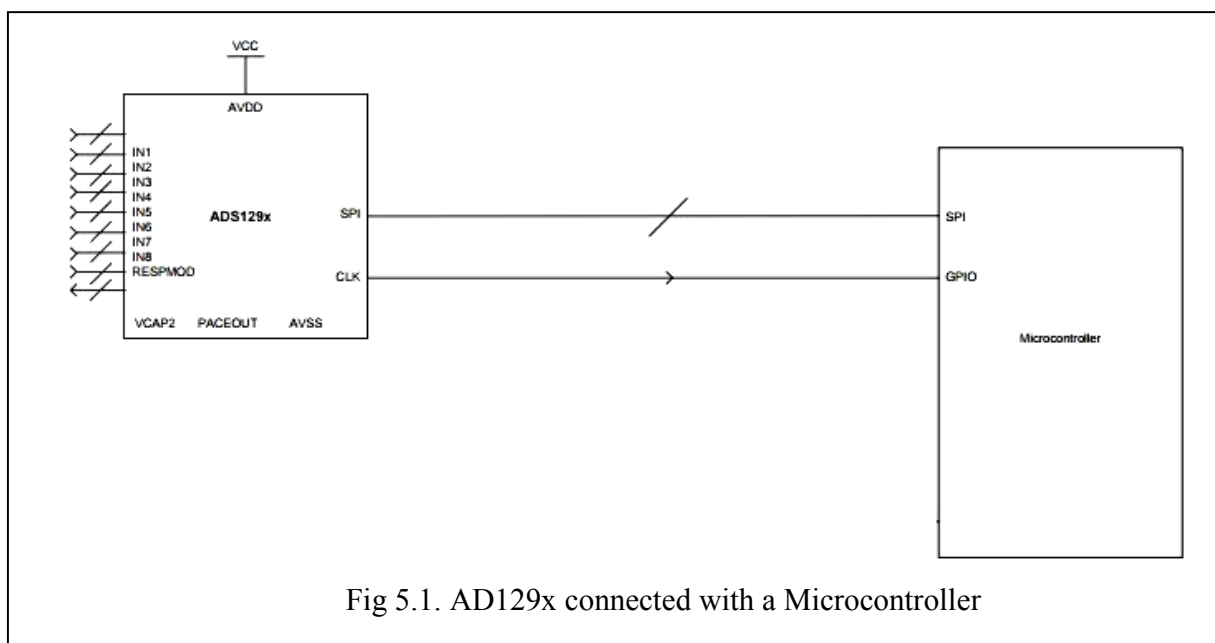 VCC
AVDD
IN1
IN2
IN3
IN4
IN5
IN6
IN7
IN8
RESPMOD
ADS129x
SPI
CLK
VCAP2 PACEOUT AVSS
SPI
GPIO
Microcontroller
Fig 5.1. AD129x connected with a Microcontroller